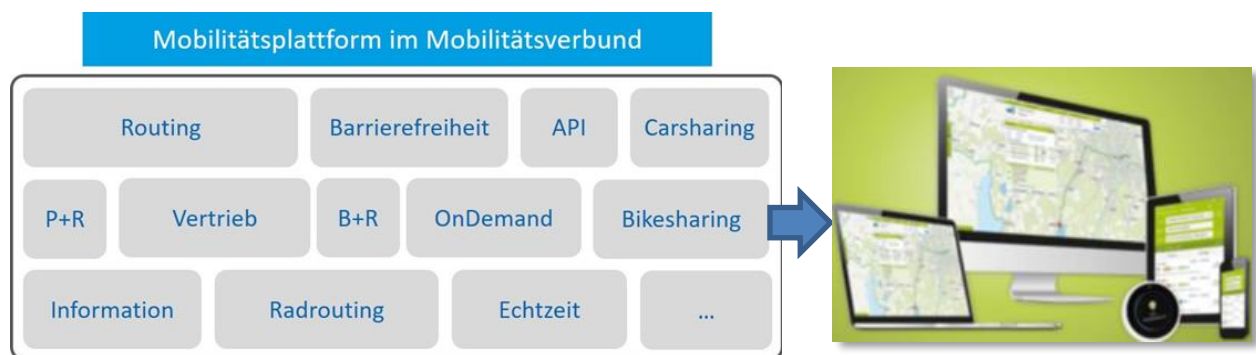 Mobilitätsplattform im Mobilitätsverbund
Routing Barrierefreiheit API Carsharing
P+R Vertrieb B+R OnDemand Bikesharing
Information Radrouting Echtzeit ...